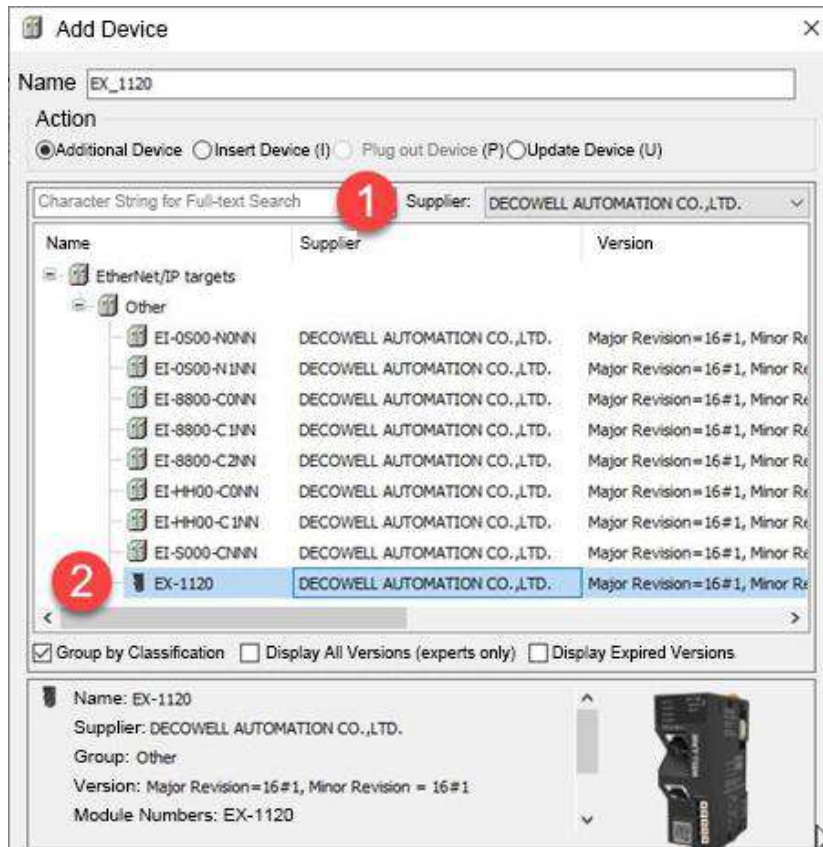 Add Device
Name EX_1120
Action
Additional Device Insert Device (I) Plug out Device (P) Update Device (U)
Character String for Full-text Search 1 Supplier: DECOWELL AUTOMATION CO.,LTD.
Name Supplier Version
EtherNet/IP targets
Other
EI-0S00-N0NN DECOWELL AUTOMATION CO.,LTD. Major Revision=16#1, Minor Re
EI-0S00-N1NN DECOWELL AUTOMATION CO.,LTD. Major Revision=16#1, Minor Re
EI-8800-C0NN DECOWELL AUTOMATION CO.,LTD. Major Revision=16#1, Minor Re
EI-8800-C1NN DECOWELL AUTOMATION CO.,LTD. Major Revision=16#1, Minor Re
EI-8800-C2NN DECOWELL AUTOMATION CO.,LTD. Major Revision=16#1, Minor Re
EI-HH00-C0NN DECOWELL AUTOMATION CO.,LTD. Major Revision=16#1, Minor Re
EI-HH00-C1NN DECOWELL AUTOMATION CO.,LTD. Major Revision=16#1, Minor Re
EI-S000-CNNN DECOWELL AUTOMATION CO.,LTD. Major Revision=16#1, Minor Re
2 EX-1120 DECOWELL AUTOMATION CO.,LTD. Major Revision=16#1, Minor Re
Group by Classification Display All Versions (experts only) Display Expired Versions
Name: EX-1120
Supplier: DECOWELL AUTOMATION CO.,LTD.
Group: Other
Version: Major Revision=16#1, Minor Revision = 16#1
Module Numbers: EX-1120